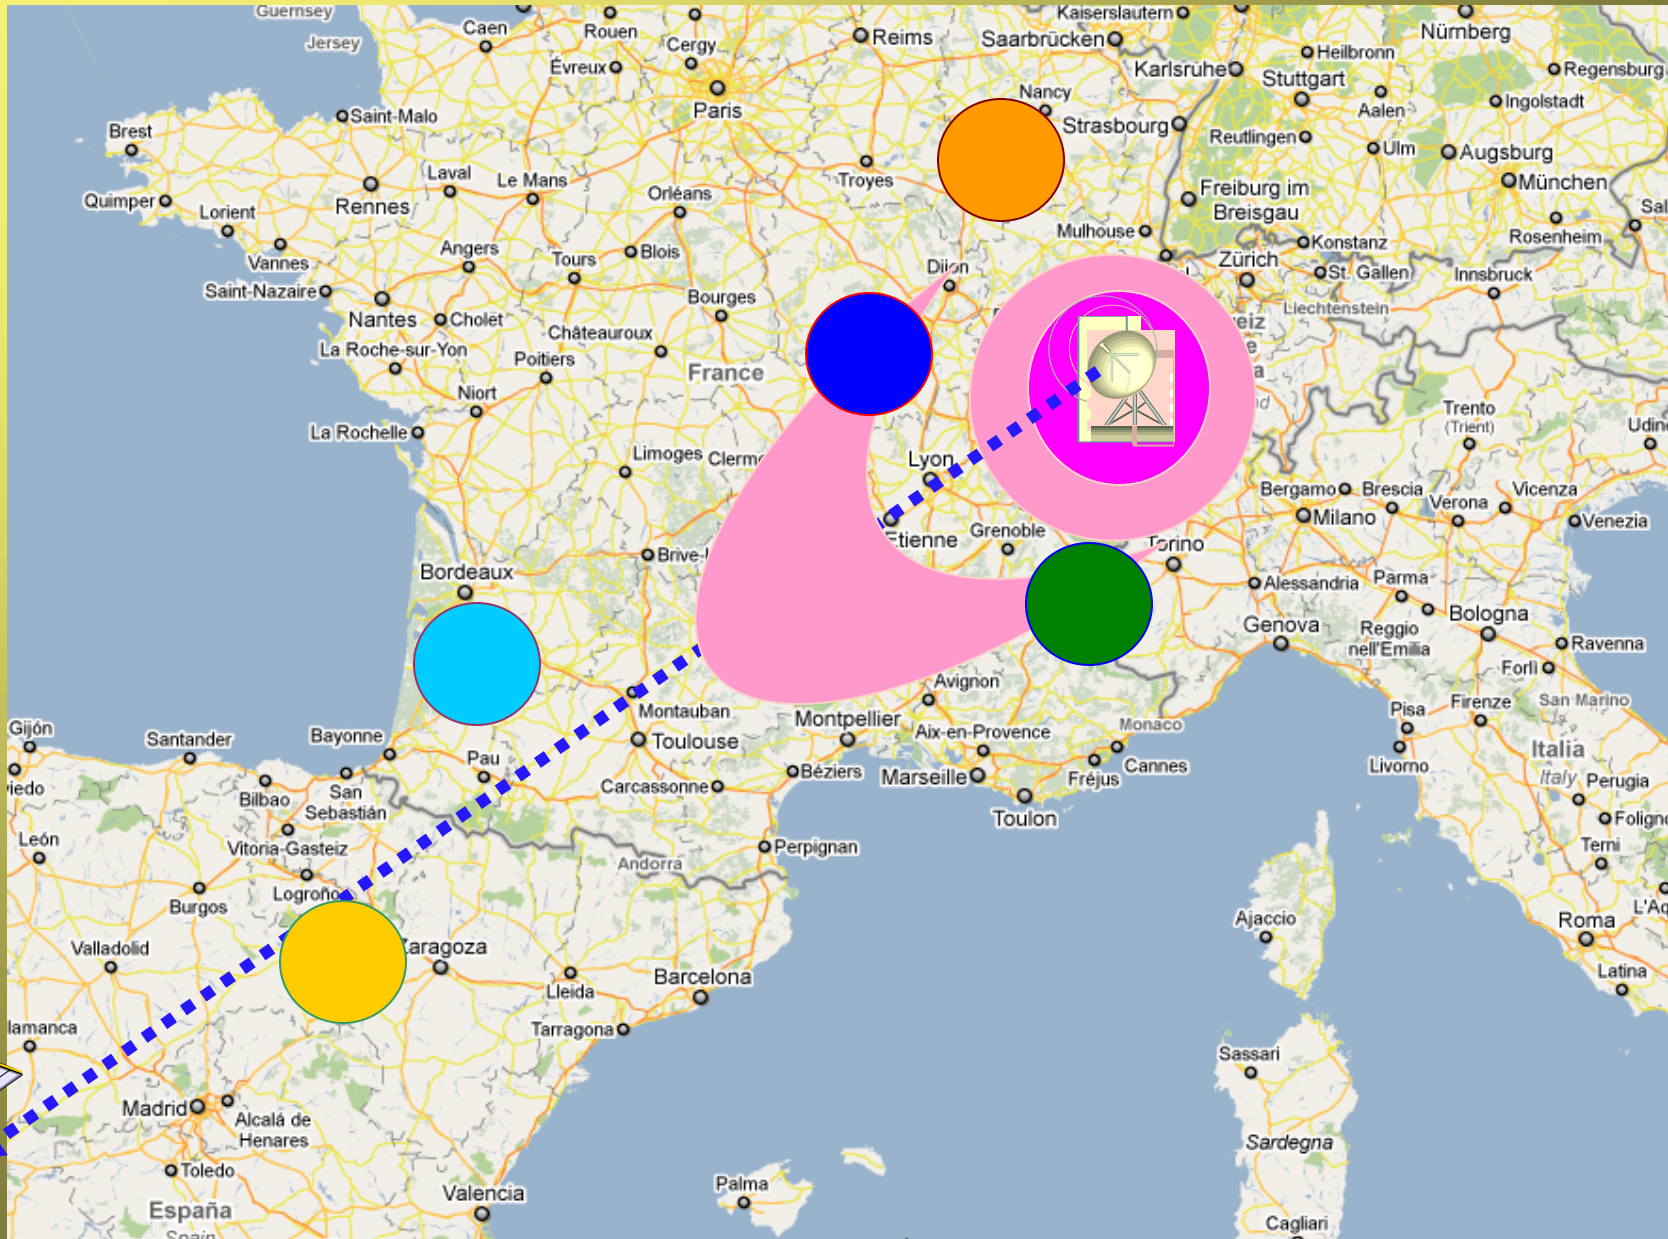 Guernsey
Jersey
Caen
Rouen
Évreux
Cergy
Paris
Reims
Kaiserslautern
Saarbrücken
Karlsruhe
Nürnberg
Heilbronn
Stuttgart
Regensburg
Aalen
Ingolstadt
Nancy
Strasbourg
Reutlingen
Ulm
Augsburg
München
Saint-Malo
Brest
Quimper
Lorient
Rennes
Laval
Le Mans
Orléans
Troyes
Freiburg im
Breisgau
Mulhouse
Konstanz
Rosenheim
Vannes
Angers
Tours
Blois
Dijon
Zürich
St. Gallen
Innsbruck
Liechtenstein
Saint-Nazaire
Nantes
Cholet
Bourges
Châteauroux
La Roche-sur-Yon
Poitiers
France
Niort
La Rochelle
Limoges
Lyon
Trento
(Trient)
Bergamo
Brescia
Verona
Vicenza
Milano
Venezia
Etienne
Grenoble
Torino
Bordeaux
Alessandria
Parma
Bologna
Genova
Reggio
nell'Emilia
Ravenna
Forlì
Avignon
Montauban
Montpellier
Toulouse
Aix-en-Provence
Monaco
Pisa
Firenze
San Marino
Gijón
Santander
Bayonne
Pau
Carcassonne
Béziers
Marseille
Fréjus
Cannes
Toulon
Livorno
Italia
Italy
Perugia
Bilbao
San
Sebastián
León
Vitoria-Gasteiz
Logroño
Andorra
Perpignan
Terni
Burgos
Valladolid
Zaragoza
Lleida
Barcelona
Tarragona
Ajaccio
Roma
Latina
Madrid
Alcalá de
Henares
Toledo
España
Spain
Valencia
Palma
Sassari
Sardegna
Cagliari